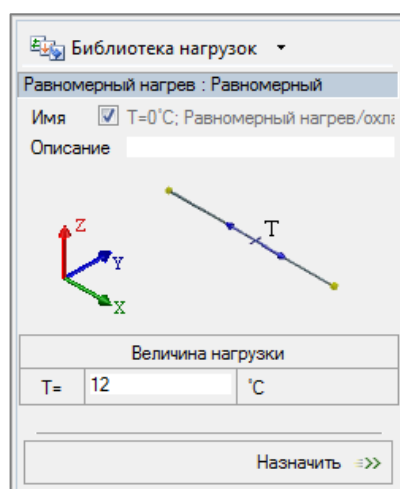 Библиотека нагрузок
Равномерный нагрев : Равномерный
Имя T=0°C; Равномерный нагрев/охла
Описание
Z
T
Y
X
Величина нагрузки
T= 12 °C
Назначить